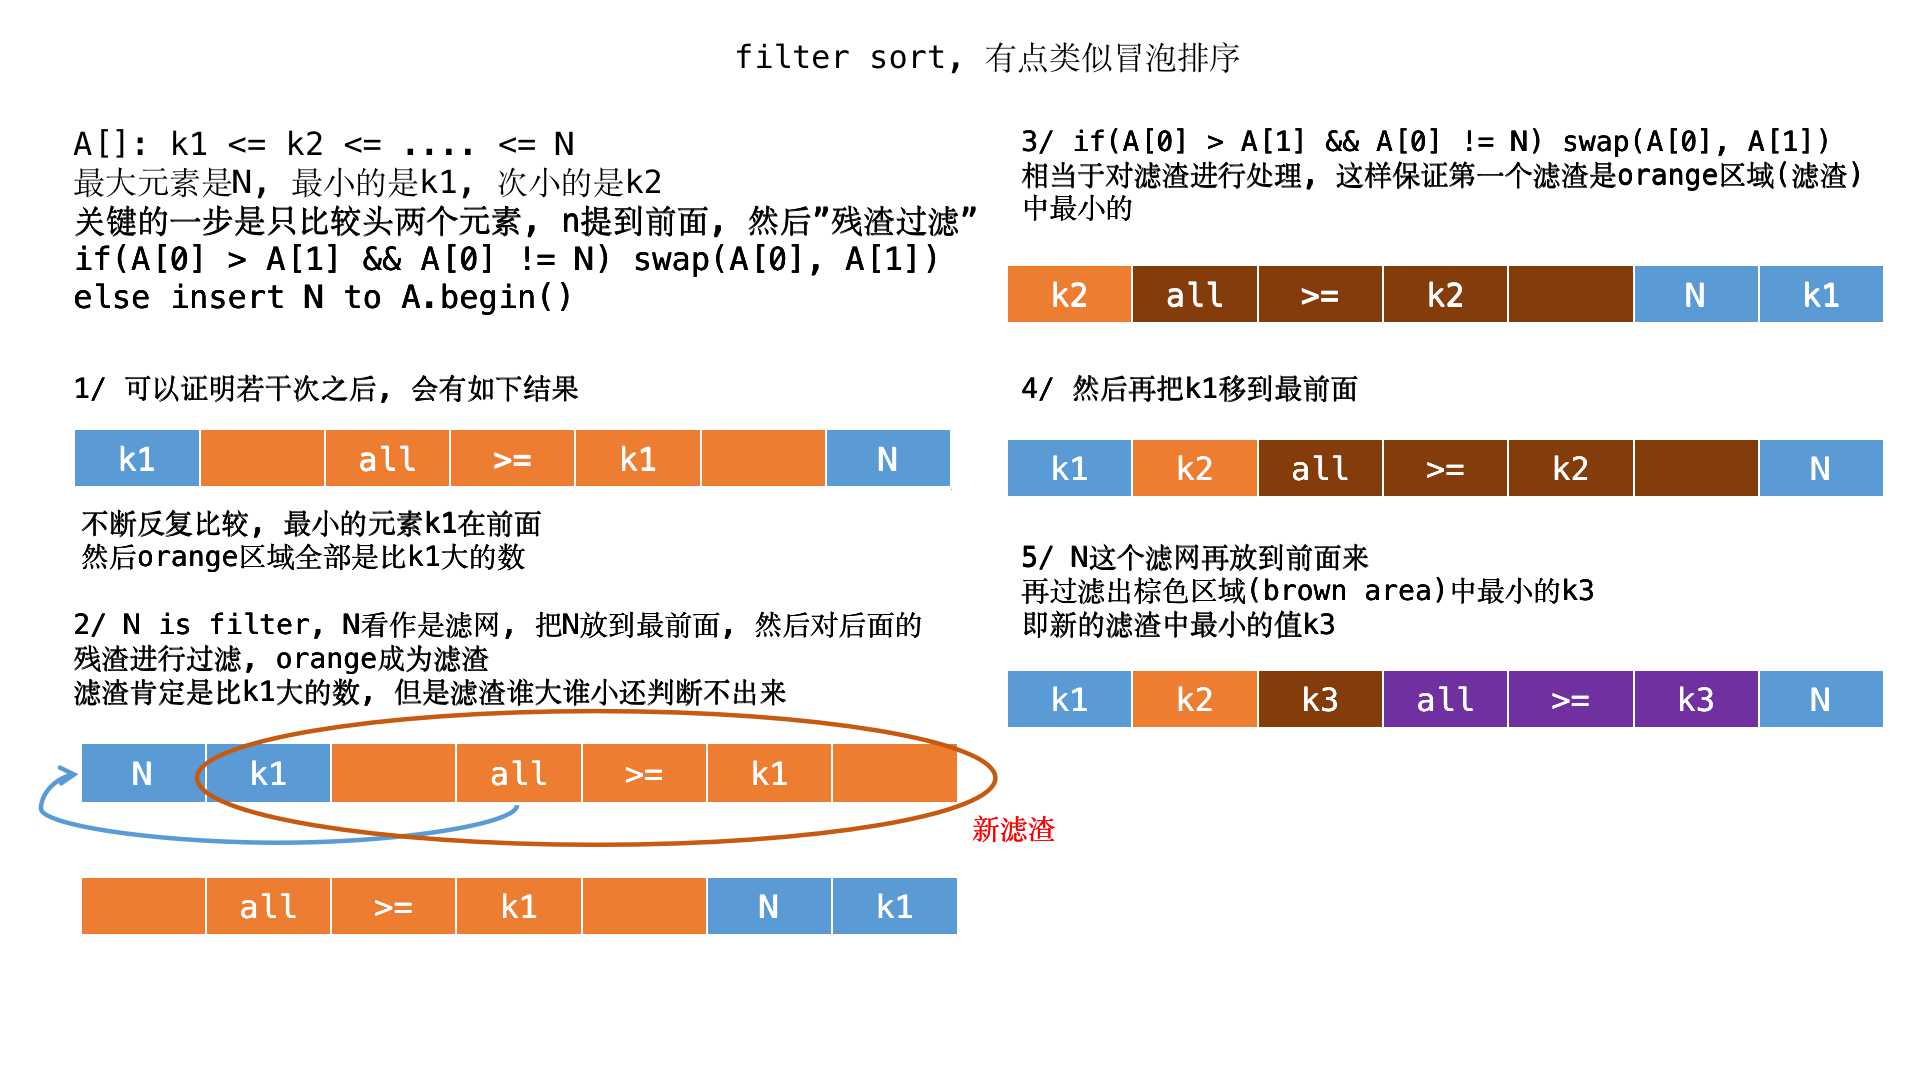 filter sort, 有点类似冒泡排序
A[]: k1 <= k2 <= .... <= N
最大元素是N, 最小的是k1, 次小的是k2
关键的一步是只比较头两个元素, n提到前面, 然后”残渣过滤”
if(A[0] > A[1] && A[0] != N) swap(A[0], A[1])
else insert N to A.begin()
1/ 可以证明若干次之后, 会有如下结果
k1 all >= k1 N
不断反复比较, 最小的元素k1在前面
然后orange区域全部是比k1大的数
2/ N is filter, N看作是滤网, 把N放到最前面, 然后对后面的
残渣进行过滤, orange成为滤渣
滤渣肯定是比k1大的数, 但是滤渣谁大谁小还判断不出来
N k1 all >= k1
新滤渣
all >= k1 N k1
3/ if(A[0] > A[1] && A[0] != N) swap(A[0], A[1])
相当于对滤渣进行处理, 这样保证第一个滤渣是orange区域(滤渣)
中最小的
k2 all >= k2 N k1
4/ 然后再把k1移到最前面
k1 k2 all >= k2 N
5/ N这个滤网再放到前面来
再过滤出棕色区域(brown area)中最小的k3
即新的滤渣中最小的值k3
k1 k2 k3 all >= k3 N